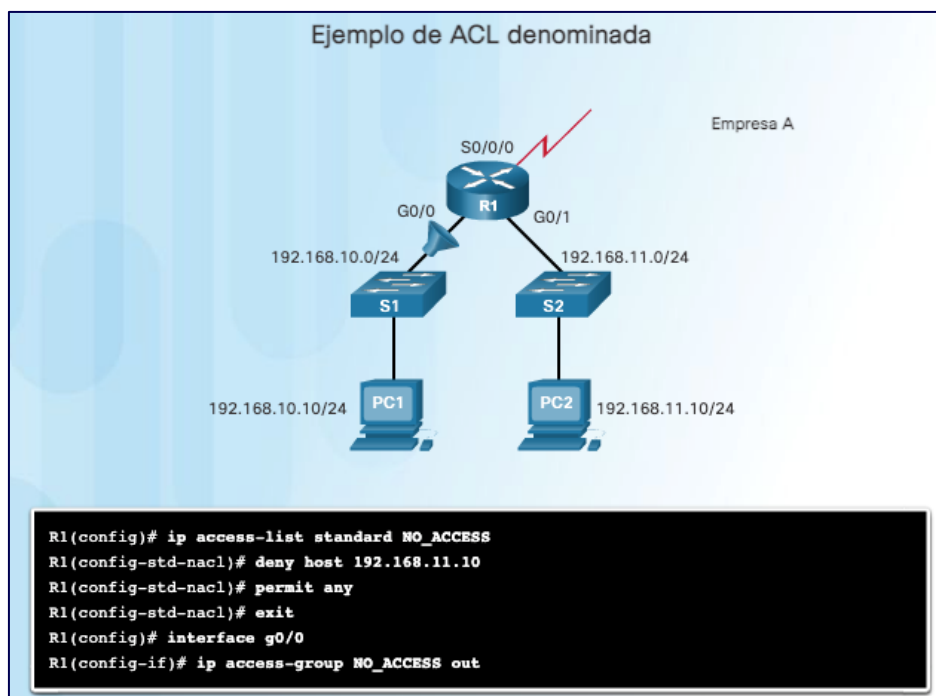 Ejemplo de ACL denominada
Empresa A
S0/0/0
R1
G0/0
G0/1
192.168.10.0/24
192.168.11.0/24
S1
S2
PC1
PC2
192.168.10.10/24
192.168.11.10/24
R1(config)# ip access-list standard NO_ACCESS
R1(config-std-nacl)# deny host 192.168.11.10
R1(config-std-nacl)# permit any
R1(config-std-nacl)# exit
R1(config)# interface g0/0
R1(config-if)# ip access-group NO_ACCESS out